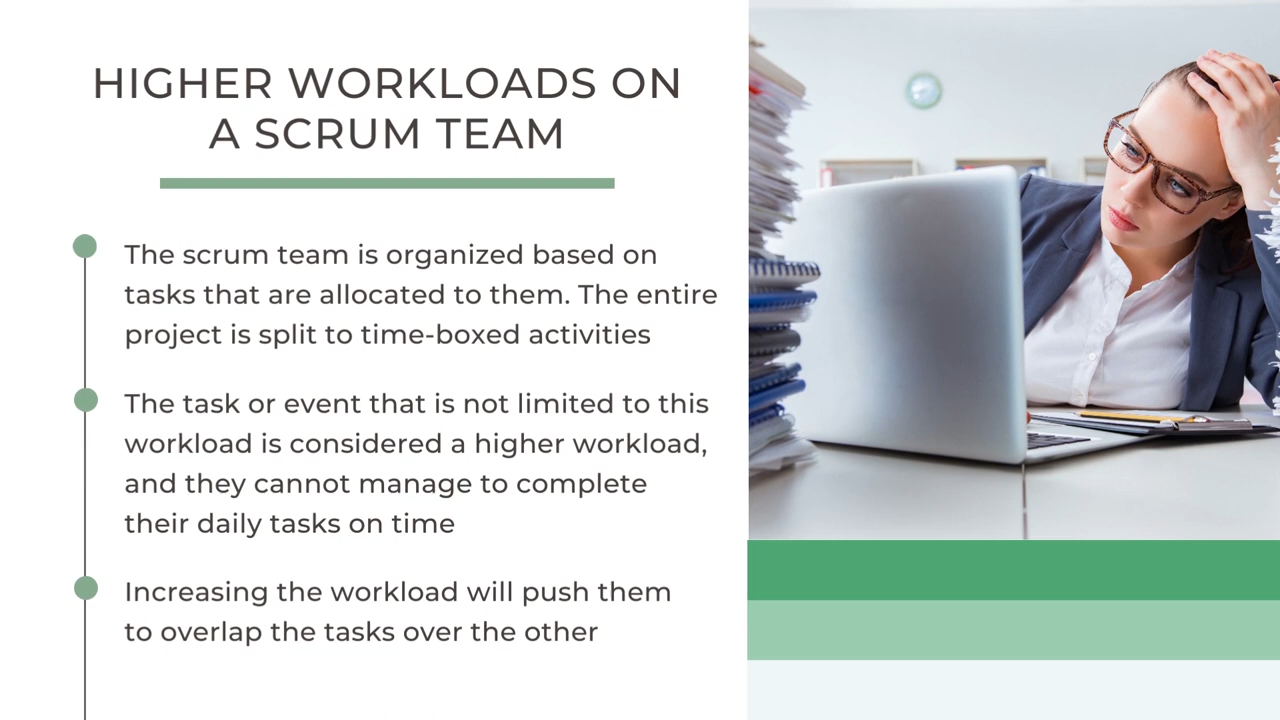 HIGHER WORKLOADS ON
A SCRUM TEAM
The scrum team is organized based on
tasks that are allocated to them. The entire
project is split to time-boxed activities
The task or event that is not limited to this
workload is considered a higher workload,
and they cannot manage to complete
their daily tasks on time
Increasing the workload will push them
to overlap the tasks over the other